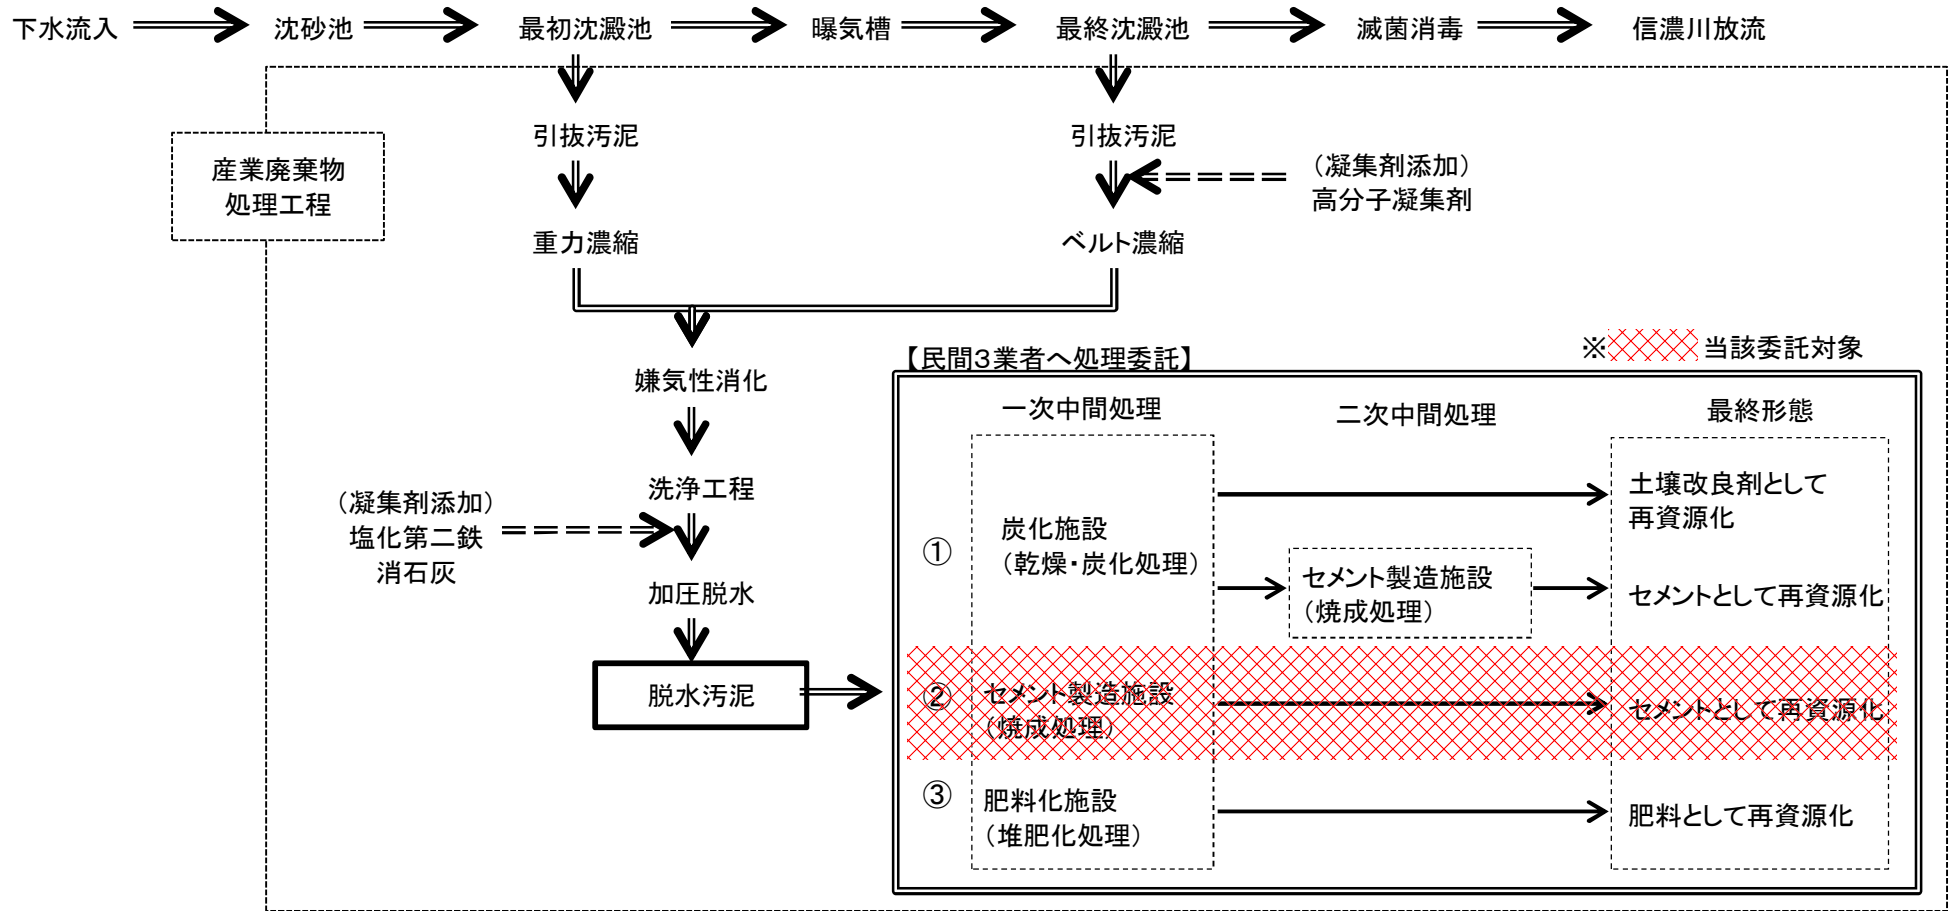 下水流入
沈砂池
最初沈澱池
曝気槽
最終沈澱池
滅菌消毒
信濃川放流
産業廃棄物
処理工程
引抜汚泥
引抜汚泥
(凝集剤添加)
高分子凝集剤
重力濃縮
ベルト濃縮
嫌気性消化
洗浄工程
(凝集剤添加)
塩化第二鉄
消石灰
加圧脱水
脱水汚泥
【民間3業者へ処理委託】
※ 当該委託対象
一次中間処理
二次中間処理
最終形態
①
炭化施設
(乾燥・炭化処理)
土壌改良剤として
再資源化
セメント製造施設
(焼成処理)
セメントとして再資源化
②
セメント製造施設
(焼成処理)
セメントとして再資源化
③
肥料化施設
(堆肥化処理)
肥料として再資源化